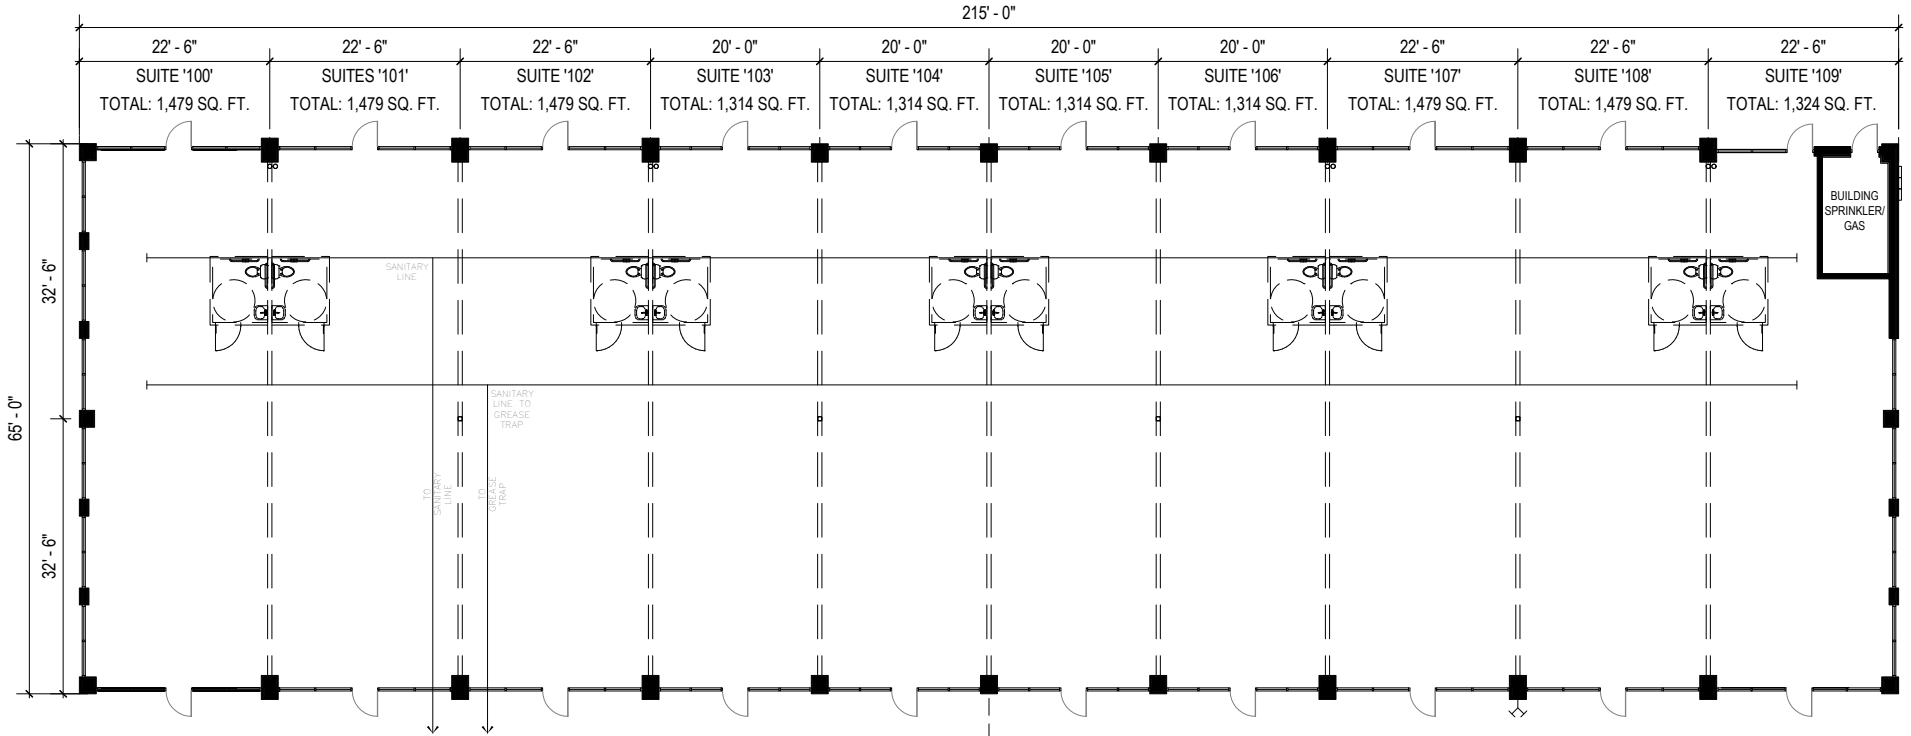 215' - 0"
22' - 6"
22' - 6"
22' - 6"
20' - 0"
20' - 0"
20' - 0"
20' - 0"
22' - 6"
22' - 6"
22' - 6"
SUITE '100'
SUITES '101'
SUITE '102'
SUITE '103'
SUITE '104'
SUITE '105'
SUITE '106'
SUITE '107'
SUITE '108'
SUITE '109'
TOTAL: 1,479 SQ. FT.
TOTAL: 1,479 SQ. FT.
TOTAL: 1,479 SQ. FT.
TOTAL: 1,314 SQ. FT.
TOTAL: 1,314 SQ. FT.
TOTAL: 1,314 SQ. FT.
TOTAL: 1,314 SQ. FT.
TOTAL: 1,479 SQ. FT.
TOTAL: 1,479 SQ. FT.
TOTAL: 1,324 SQ. FT.
BUILDING
SPRINKLER/
GAS
SANITARY
LINE
32' - 6"
65' - 0"
SANITARY
LINE TO
GREASE
TRAP
TO
SANITARY
LINE
TO
GREASE
TRAP
32' - 6"